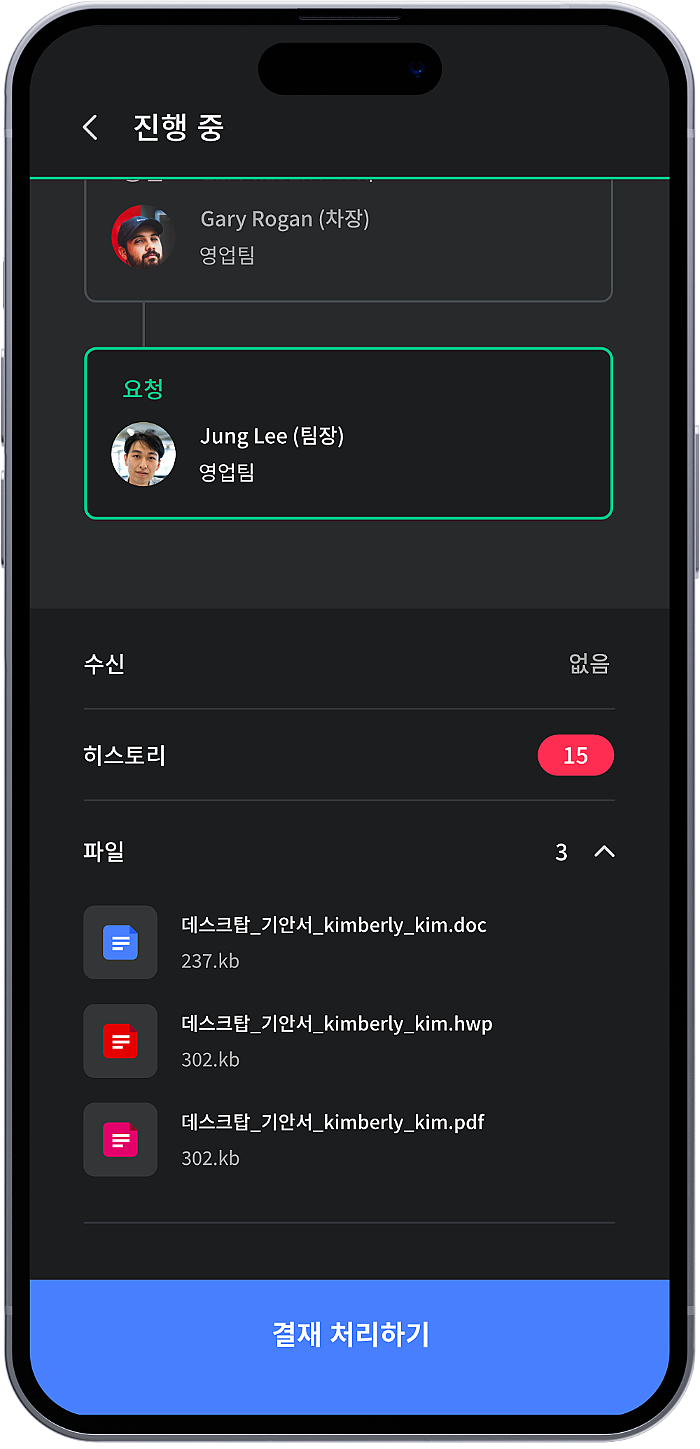 진행 중
Gary Rogan (차장)
영업팀
요청
Jung Lee (팀장)
영업팀
수신 없음
히스토리 15
파일 3
데스크탑_기안서_kimberly_kim.doc
237.kb
데스크탑_기안서_kimberly_kim.hwp
302.kb
데스크탑_기안서_kimberly_kim.pdf
302.kb
결재 처리하기